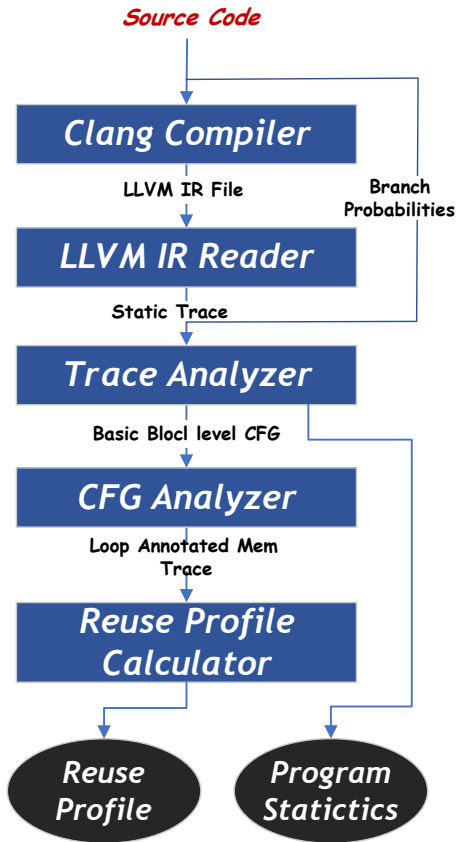 Source Code
Clang Compiler
LLVM IR File
Branch
Probabilities
LLVM IR Reader
Static Trace
Trace Analyzer
Basic Blocl level CFG
CFG Analyzer
Loop Annotated Mem
Trace
Reuse Profile
Calculator
Reuse
Profile
Program
Statictics